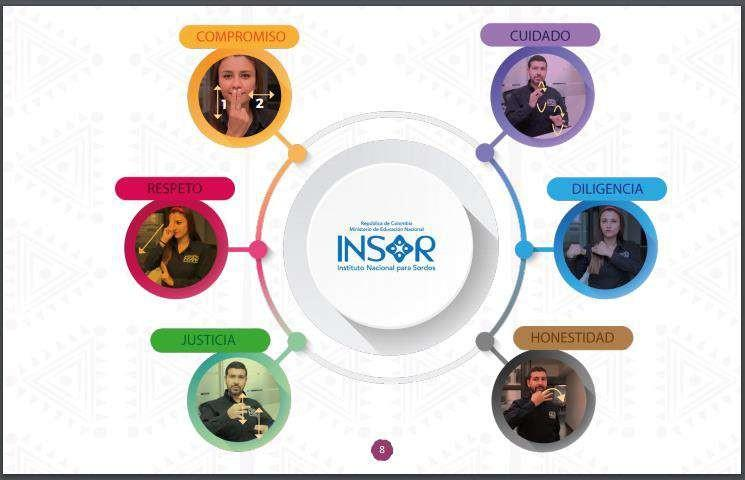 COMPROMISO
1
2
CUIDADO
RESPETO
DILIGENCIA
República de Colombia
Ministerio de Educación Nacional
INSOR
Instituto Nacional para Sordos
JUSTICIA
HONESTIDAD
8